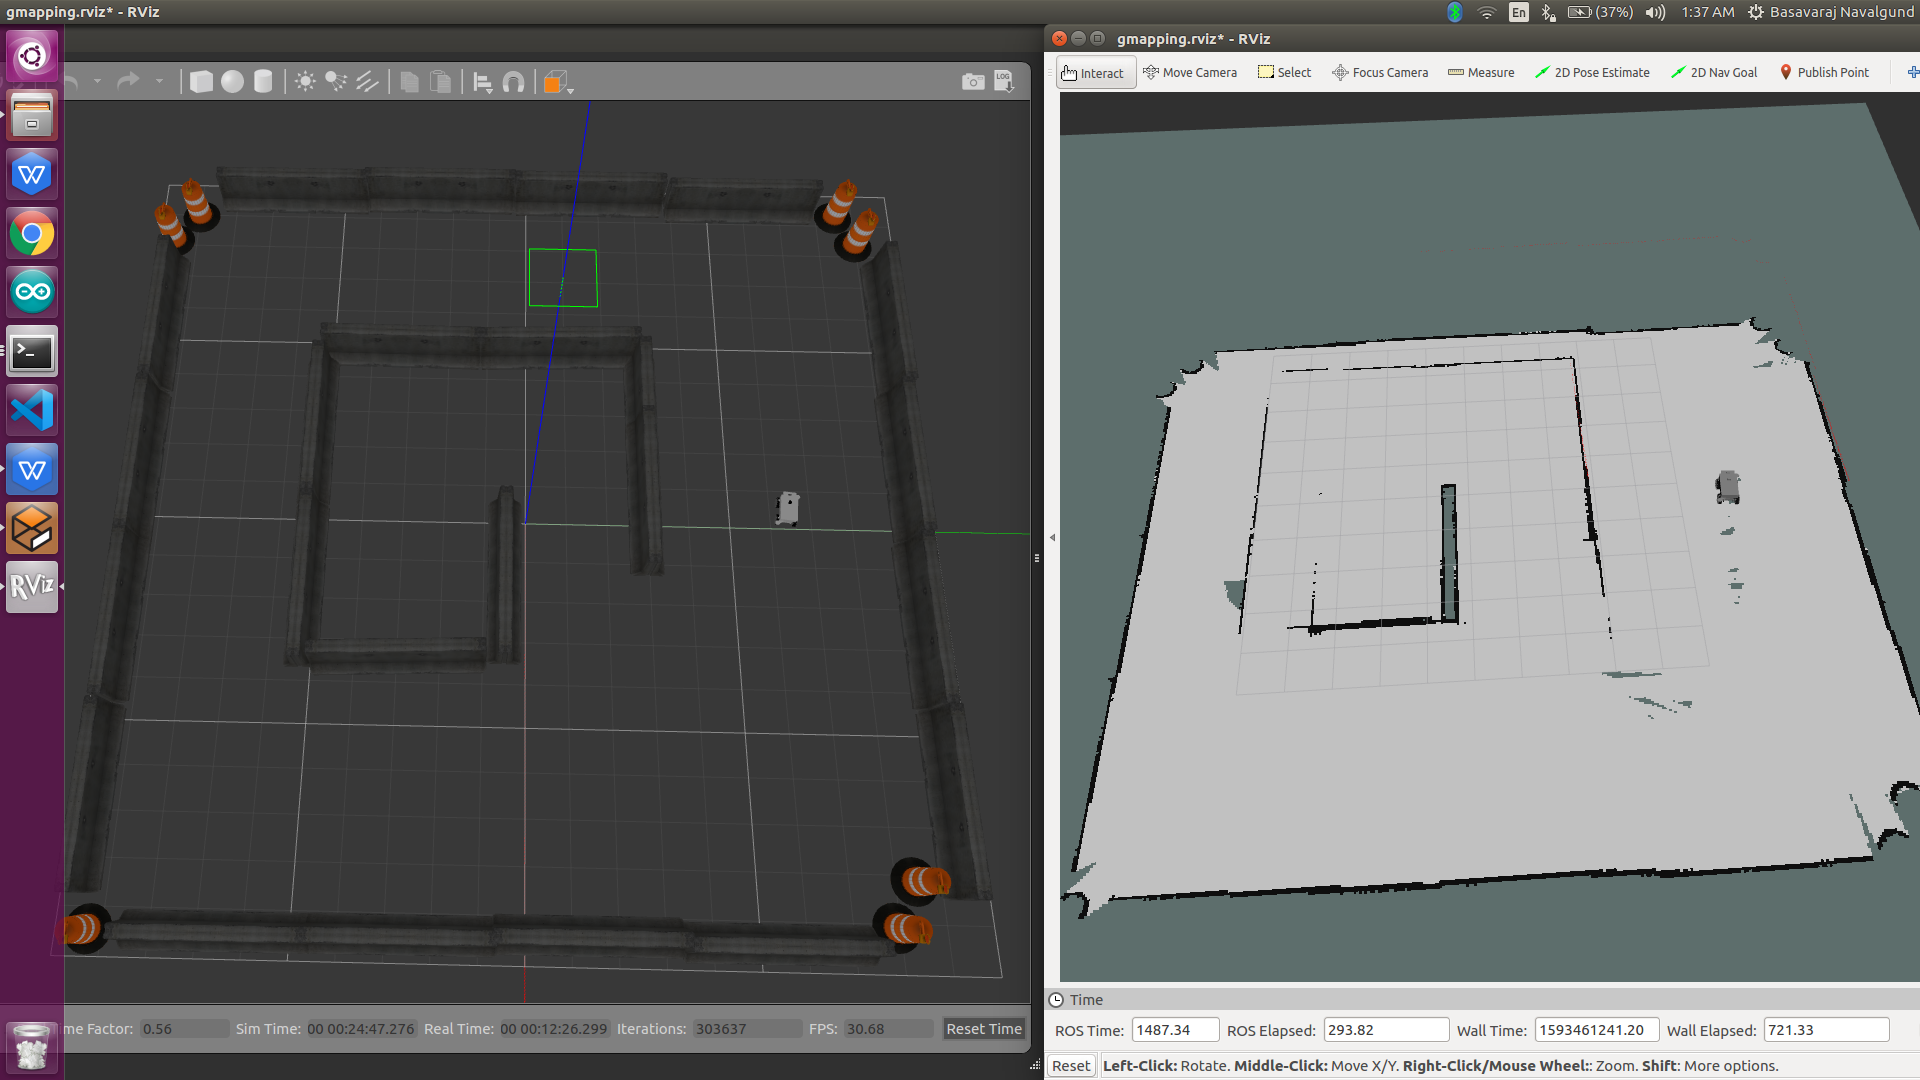 gmapping.rviz* - RViz
En
(37%)
1:37 AM
Basavaraj Navalgund
gmapping.rviz* - RViz
LOG
Interact
Move Camera
Select
Focus Camera
Measure
2D Pose Estimate
2D Nav Goal
Publish Point
W
>_
W
RViz
me Factor: 0.56
Sim Time: 00 00:24:47.276
Real Time: 00 00:12:26.299
Iterations: 303637
FPS: 30.68
Reset Time
Time
ROS Time: 1487.34
ROS Elapsed: 293.82
Wall Time: 1593461241.20
Wall Elapsed: 721.33
Reset
Left-Click: Rotate. Middle-Click: Move X/Y. Right-Click/Mouse Wheel:: Zoom. Shift: More options.